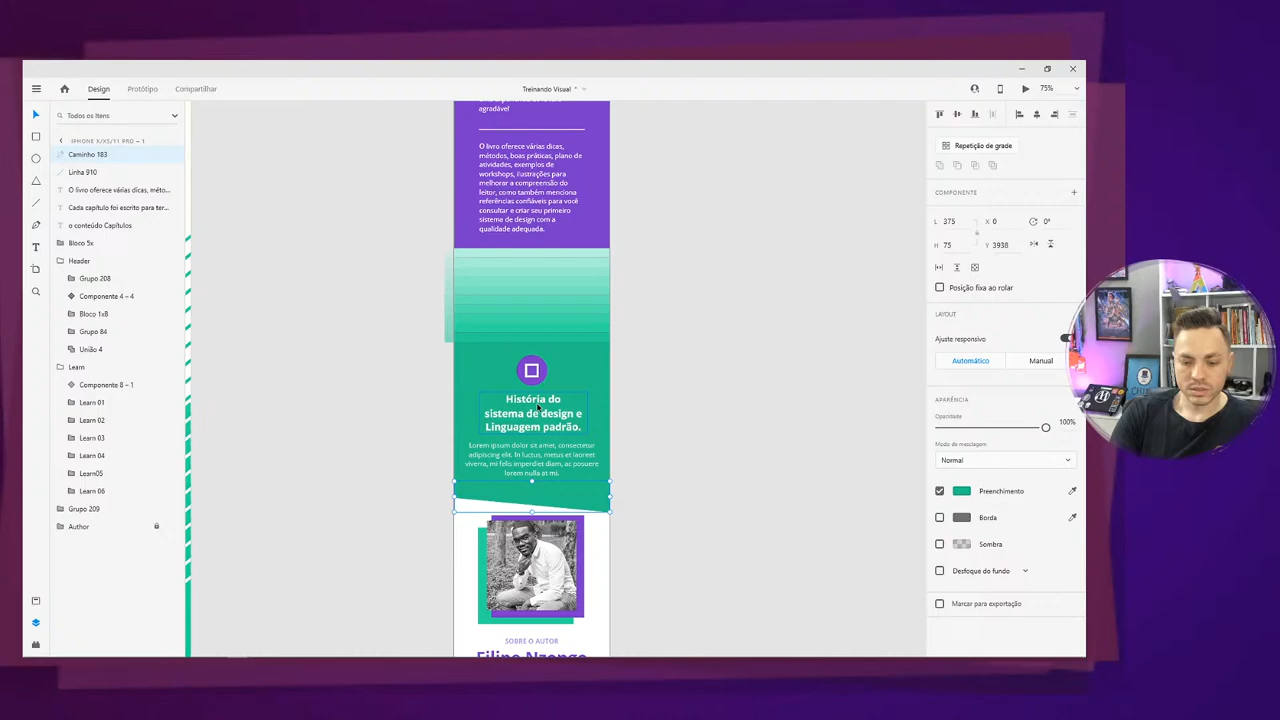 Design
Protótipo
Compartilhar
Treinando Visual *
75%
Todos os Itens
IPHONE X/XS/11 PRO – 1
Caminho 183
Linha 910
O livro oferece várias dicas, méto...
Cada capítulo foi escrito para ter...
o conteúdo Capítulos
Bloco 5x
Header
Grupo 208
Componente 4 – 4
Bloco 1x8
Grupo 84
União 4
Learn
Componente 8 – 1
Learn 01
Learn 02
Learn 03
Learn 04
Learn05
Learn 06
Grupo 209
Author
agradável
O livro oferece várias dicas,
métodos, boas práticas, plano de
atividades, exemplos de
workshops, ilustrações para
melhorar a compreensão do
leitor, como também menciona
referências confiáveis para você
consultar e criar seu primeiro
sistema de design com a
qualidade adequada.
História do
sistema de design e
Linguagem padrão.
Lorem ipsum dolor sit amet, consectetur
adipiscing elit. In luctus, metus et laoreet
viverra, mi felis imperdiet diam, ac posuere
lorem nulla at mi.
SOBRE O AUTOR
Filipe Nzongo
Repetição de grade
COMPONENTE
L 375 X 0 0°
H 75 Y 3938
Posição fixa ao rolar
LAYOUT
Ajuste responsivo
Automático
Manual
APARÊNCIA
Opacidade
100%
Modo de mesclagem
Normal
Preenchimento
Borda
Sombra
Desfoque do fundo
Marcar para exportação